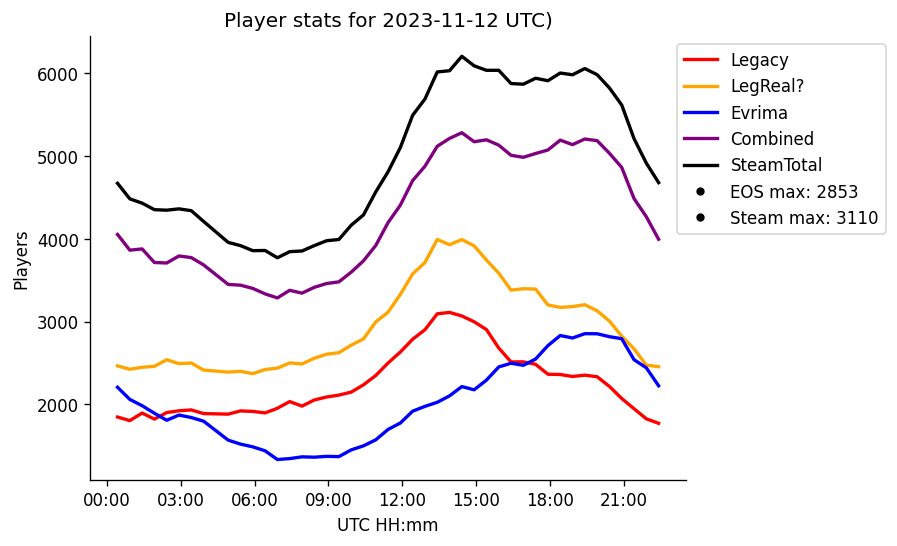 Player stats for 2023-11-12 UTC)
Legacy
LegReal?
Evrima
Combined
SteamTotal
EOS max: 2853
Steam max: 3110
Players
6000
5000
4000
3000
2000
00:00 03:00 06:00 09:00 12:00 15:00 18:00 21:00
UTC HH:mm